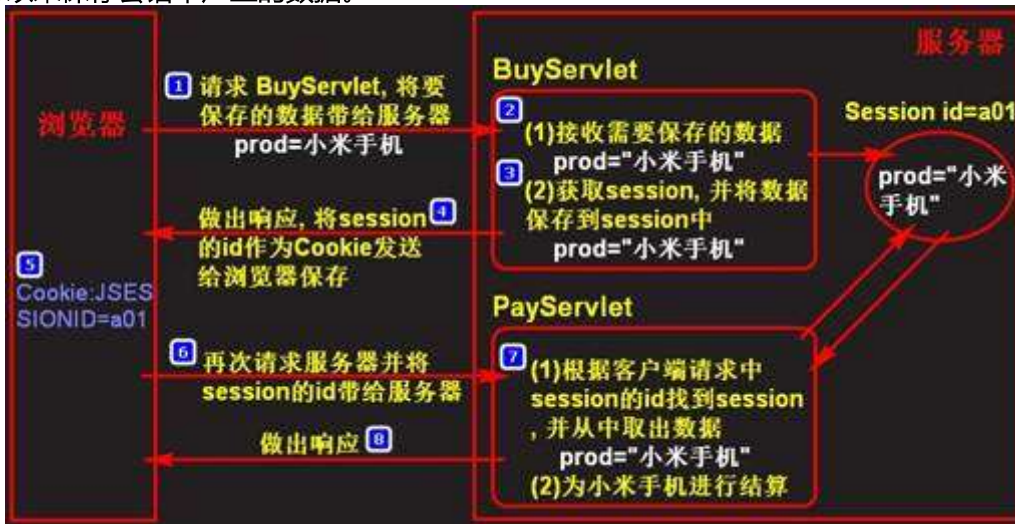 服务器
浏览器
1
请求 BuyServlet, 将要
保存的数据带给服务器
prod=小米手机
BuyServlet
2
(1)接收需要保存的数据
prod="小米手机"
3
(2)获取session, 并将数据
保存到session中
prod="小米手机"
Session id=a01
prod="小米
手机"
做出响应, 将session
4
的id作为Cookie发送
给浏览器保存
5
Cookie:JSES
SIONID=a01
6
再次请求服务器并将
session的id带给服务器
PayServlet
7
(1)根据客户端请求中
session的id找到session
, 并从中取出数据
prod="小米手机"
(2)为小米手机进行结算
做出响应
8